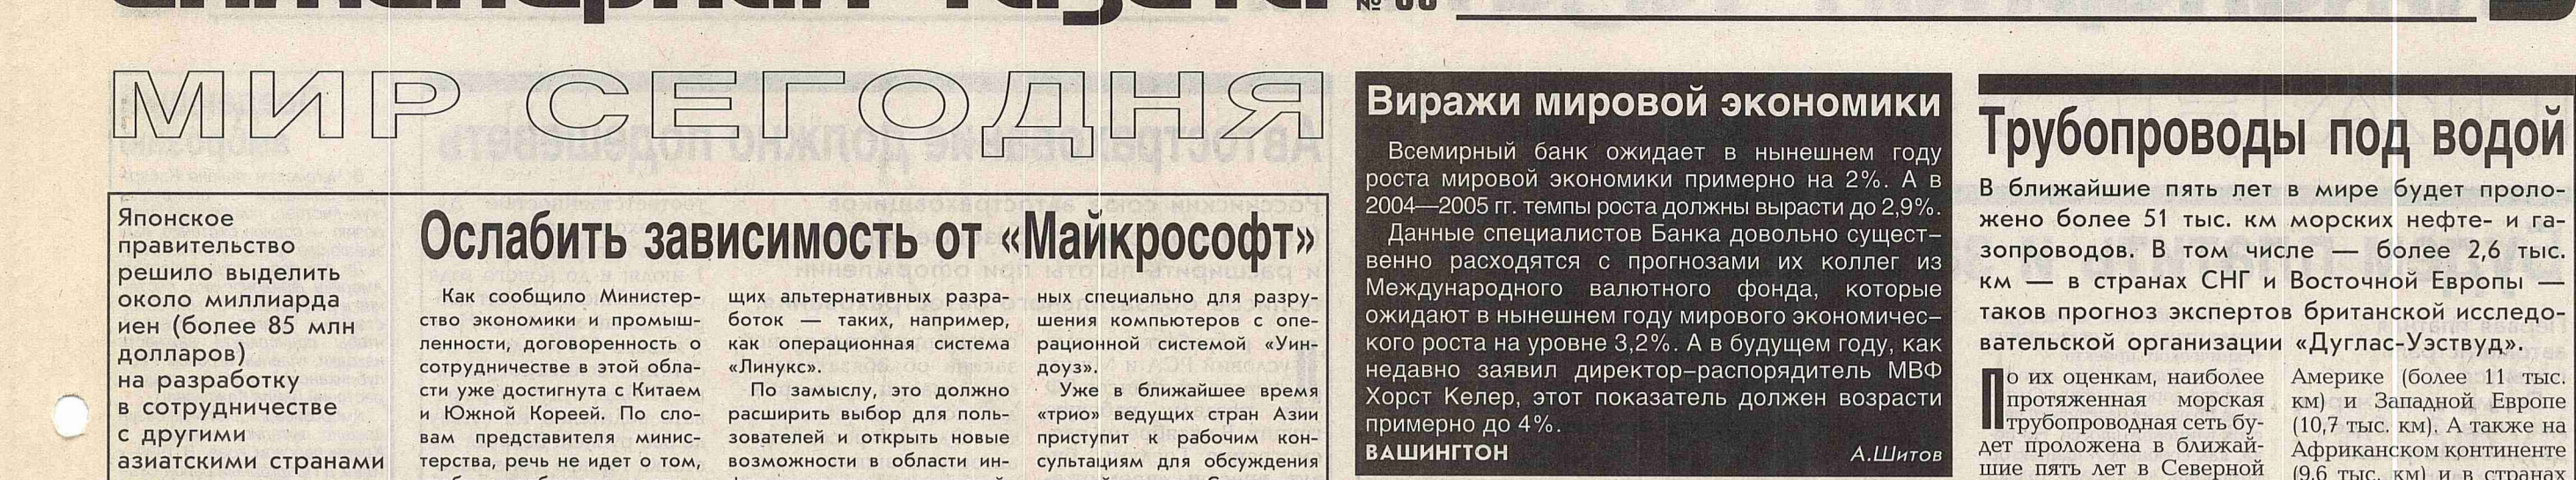 МИР СЕГОДНЯ
Японское
правительство
решило выделить
около миллиарда
иен (более 85 млн
долларов)
на разработку
в сотрудничестве
с другими
азиатскими странами
Ослабить зависимость от «Майкрософт»
Как сообщило Министер-
ство экономики и промыш-
ленности, договоренность о
сотрудничестве в этой обла-
сти уже достигнута с Китаем
и Южной Кореей. По сло-
вам представителя минис-
терства, речь не идет о том,
щих альтернативных разра-
боток — таких, например,
как операционная система
«Линукс».
По замыслу, это должно
расширить выбор для поль-
зователей и открыть новые
возможности в области ин-
ных специально для разру-
шения компьютеров с опе-
рационной системой «Уин-
доуз».
Уже в ближайшее время
«трио» ведущих стран Азии
приступит к рабочим кон-
сультациям для обсуждения
Виражи мировой экономики
Всемирный банк ожидает в нынешнем году
роста мировой экономики примерно на 2%. А в
2004—2005 гг. темпы роста должны вырасти до 2,9%.
Данные специалистов Банка довольно сущест-
венно расходятся с прогнозами их коллег из
Международного валютного фонда, которые
ожидают в нынешнем году мирового экономичес-
кого роста на уровне 3,2%. А в будущем году, как
недавно заявил директор-распорядитель МВФ
Хорст Келер, этот показатель должен возрасти
примерно до 4%.
ВАШИНГТОН А.Шитов
Трубопроводы под водой
В ближайшие пять лет в мире будет проло-
жено более 51 тыс. км морских нефте- и га-
зопроводов. В том числе — более 2,6 тыс.
км — в странах СНГ и Восточной Европы —
таков прогноз экспертов британской исследо-
вательской организации «Дуглас-Уэствуд».
По их оценкам, наиболее
протяженная морская
трубопроводная сеть бу-
дет проложена в ближай-
шие пять лет в Северной
Америке (более 11 тыс.
км) и Западной Европе
(10,7 тыс. км). А также на
Африканском континенте
(9,6 тыс. км) и в странах